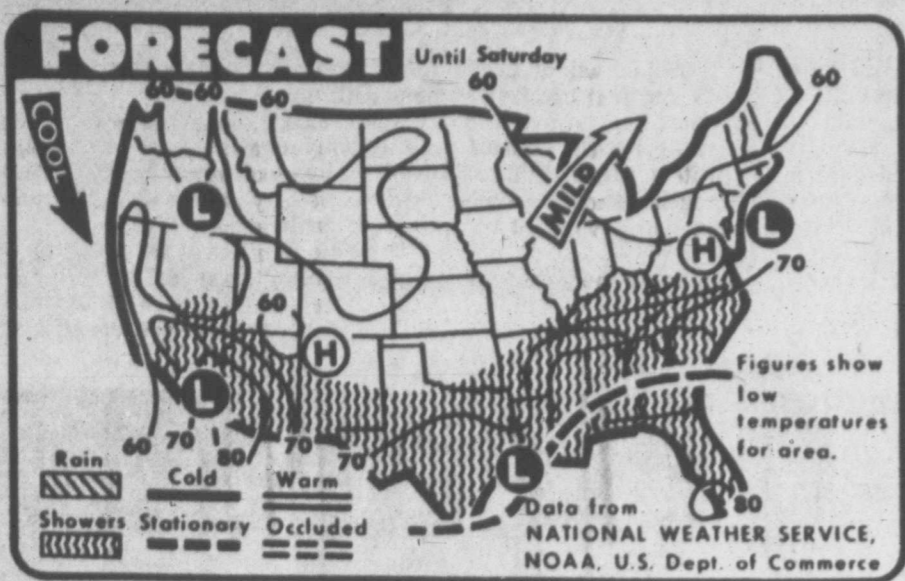 FORECAST
Until Saturday
COOL
60 60 60
60
60
MILD
L
L
H
70
60
H
L
Figures show
low
temperatures
for area.
60 70 80 70 70
L
80
Rain
Cold
Warm
Showers
Stationary
Occluded
Data from
NATIONAL WEATHER SERVICE,
NOAA, U.S. Dept. of Commerce